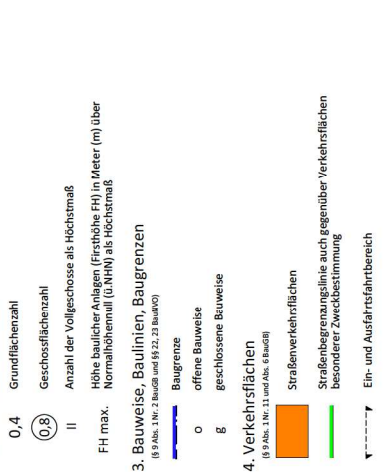 0,4 Grundflächenzahl
0,8 Geschossflächenzahl
II Anzahl der Vollgeschosse als Höchstmaß
FH max. Höhe baulicher Anlagen (Firsthöhe FH) in Meter (m) über
Normalhöhennull (ü.NHN) als Höchstmaß
3. Bauweise, Baulinien, Baugrenzen
(§ 9 Abs. 1 Nr. 2 BauGB und §§ 22, 23 BauNVO)
Baugrenze
o offene Bauweise
g geschlossene Bauweise
4. Verkehrsflächen
(§ 9 Abs. 1 Nr. 11 und Abs. 6 BauGB)
Straßenverkehrsflächen
Straßenbegrenzungslinie auch gegenüber Verkehrsflächen
besonderer Zweckbestimmung
Ein- und Ausfahrtsfahrtbereich